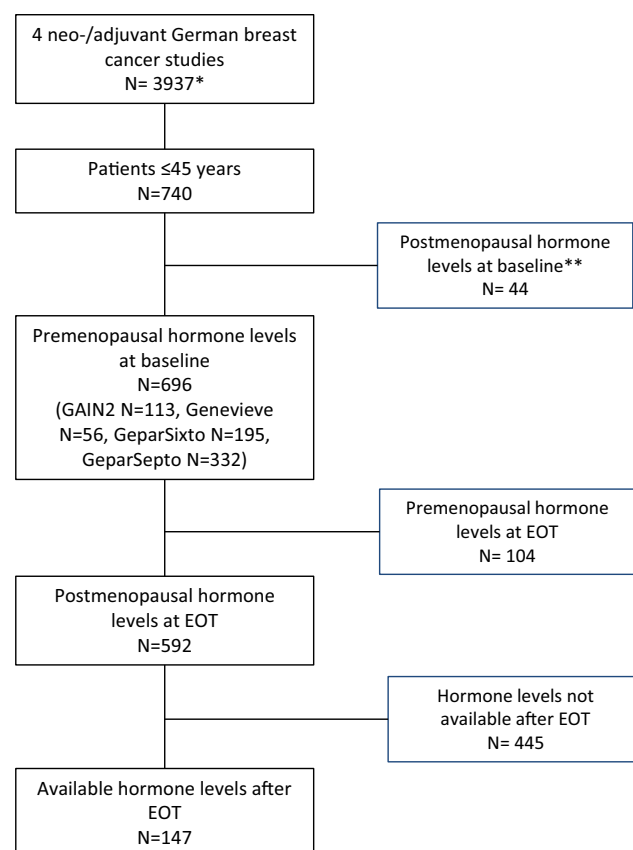 4 neo-/adjuvant German breast
cancer studies
N= 3937*
Patients ≤45 years
N=740
Postmenopausal hormone
levels at baseline**
N= 44
Premenopausal hormone levels
at baseline
N=696
(GAIN2 N=113, Genevieve
N=56, GeparSixto N=195,
GeparSepto N=332)
Premenopausal hormone
levels at EOT
N= 104
Postmenopausal hormone
levels at EOT
N=592
Hormone levels not
available after EOT
N= 445
Available hormone levels after
EOT
N=147